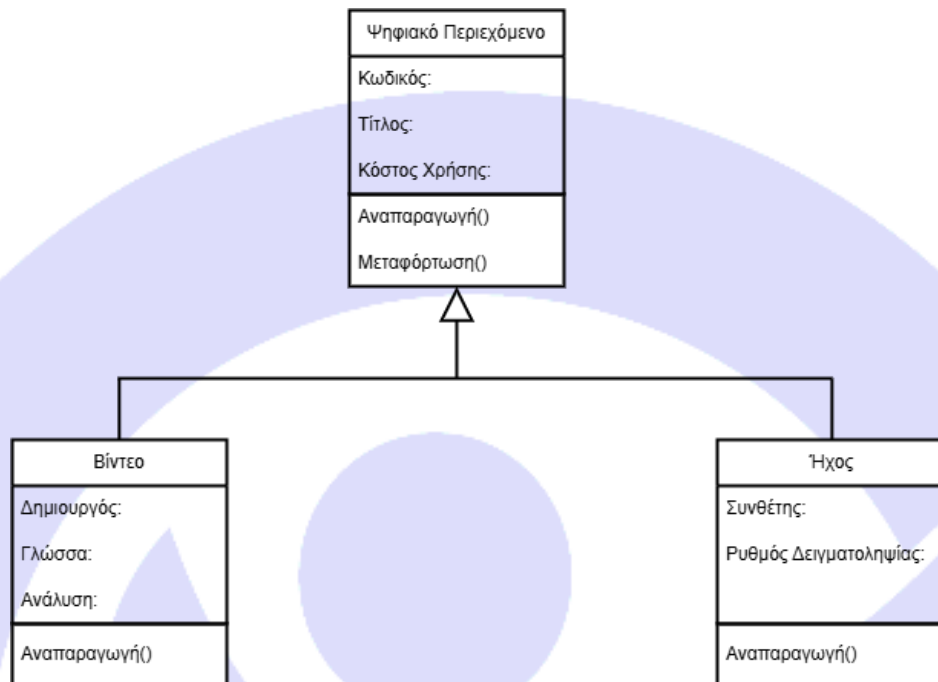 Ψηφιακό Περιεχόμενο
Κωδικός:
Τίτλος:
Κόστος Χρήσης:
Αναπαραγωγή()
Μεταφόρτωση()
Βίντεο
Δημιουργός:
Γλώσσα:
Ανάλυση:
Αναπαραγωγή()
Ήχος
Συνθέτης:
Ρυθμός Δειγματοληψίας:
Αναπαραγωγή()